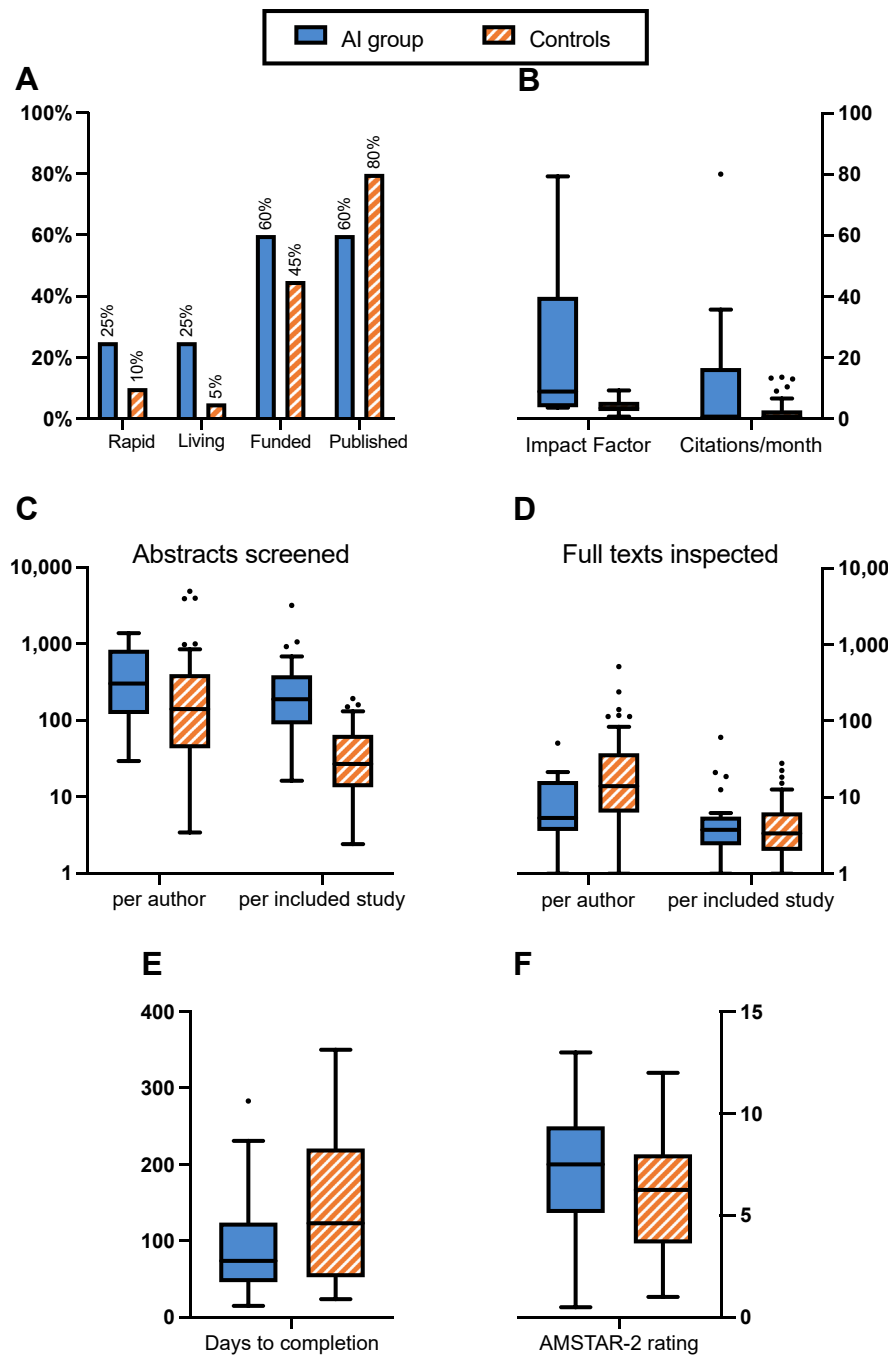 AI group Controls
A
100%
80%
60%
40%
20%
0%
25%
10%
25%
5%
60%
45%
60%
80%
Rapid Living Funded Published
B
100
80
60
40
20
0
Impact Factor Citations/month
C
Abstracts screened
10,000
1,000
100
10
1
per author per included study
D
Full texts inspected
10,00
1,000
100
10
1
per author per included study
E
400
300
200
100
0
Days to completion
F
15
10
5
0
AMSTAR-2 rating